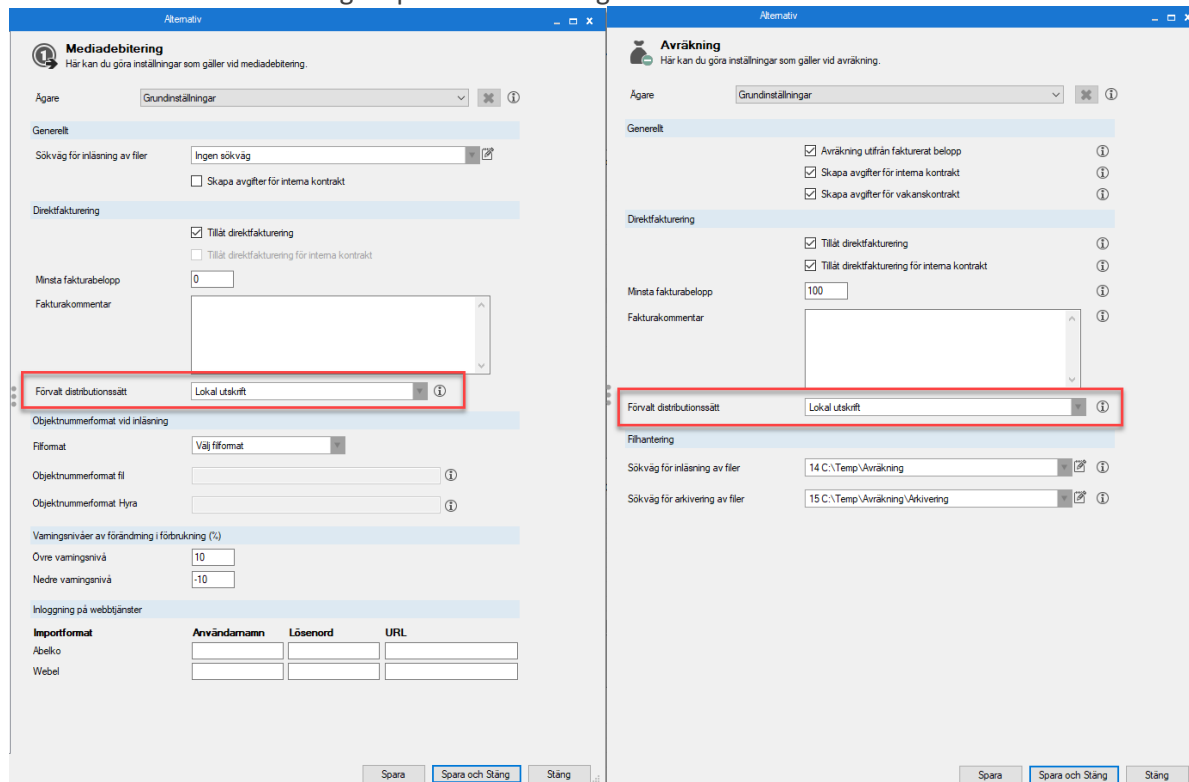 Alternativ
Mediadebitering
Här kan du göra inställningar som gäller vid mediadebitering.
Ägare Grundinställningar
Generellt
Sökväg för inläsning av filer Ingen sökväg
Skapa avgifter för interna kontrakt
Direktfakturering
Tillåt direktfakturering
Tillåt direktfakturering för interna kontrakt
Minsta fakturabelopp 0
Fakturakommentar
Förvalt distributionssätt Lokal utskrift
Objektnummerformat vid inläsning
Filformat Välj filformat
Objektnummerformat fil
Objektnummerformat Hyra
Varningsnivåer av förändring i förbrukning (%)
Övre varningsnivå 10
Nedre varningsnivå -10
Inloggning på webbtjänster
Importformat Användarnamn Lösenord URL
Abelko
Webel
Spara Spara och Stäng Stäng
Alternativ
Avräkning
Här kan du göra inställningar som gäller vid avräkning.
Ägare Grundinställningar
Generellt
Avräkning utifrån fakturerat belopp
Skapa avgifter för interna kontrakt
Skapa avgifter för vakanskontrakt
Direktfakturering
Tillåt direktfakturering
Tillåt direktfakturering för interna kontrakt
Minsta fakturabelopp 100
Fakturakommentar
Förvalt distributionssätt Lokal utskrift
Filhantering
Sökväg för inläsning av filer 14 C:\Temp\Avräkning
Sökväg för arkivering av filer 15 C:\Temp\Avräkning\Arkivering
Spara Spara och Stäng Stäng